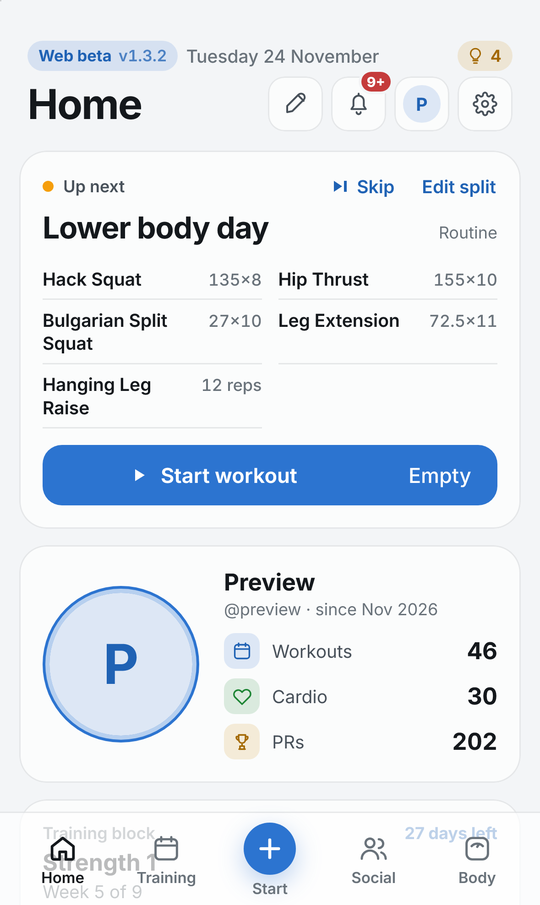 Web beta v1.3.2 Tuesday 24 November 4
Home 9+ P
Up next Skip Edit split
Lower body day Routine
Hack Squat 135×8 Hip Thrust 155×10
Bulgarian Split Squat 27×10 Leg Extension 72.5×11
Hanging Leg Raise 12 reps
Start workout Empty
P
Preview
@preview · since Nov 2026
Workouts 46
Cardio 30
PRs 202
Training block 27 days left
Strength 1
Week 5 of 9
Home Training Start Social Body